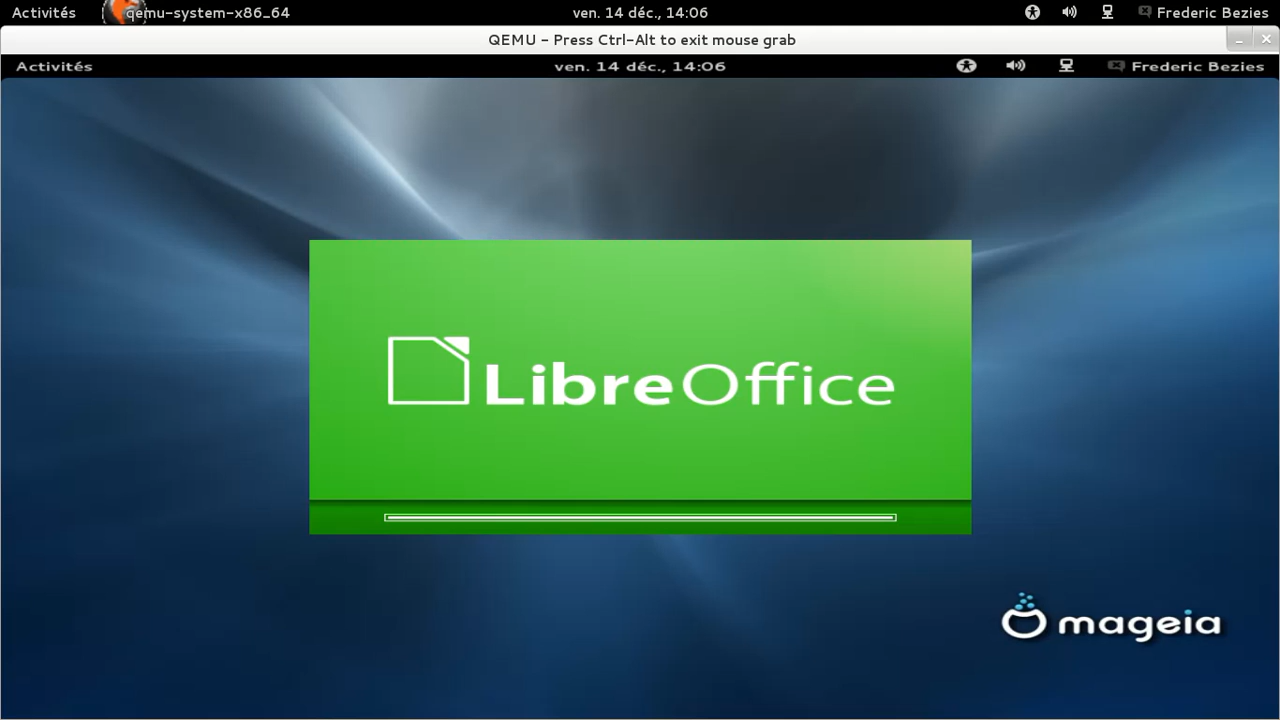 Activités qemu-system-x86_64 ven. 14 déc., 14:06 Frederic Bezies
QEMU - Press Ctrl-Alt to exit mouse grab
Activités ven. 14 déc., 14:06 Frederic Bezies
LibreOffice
mageia